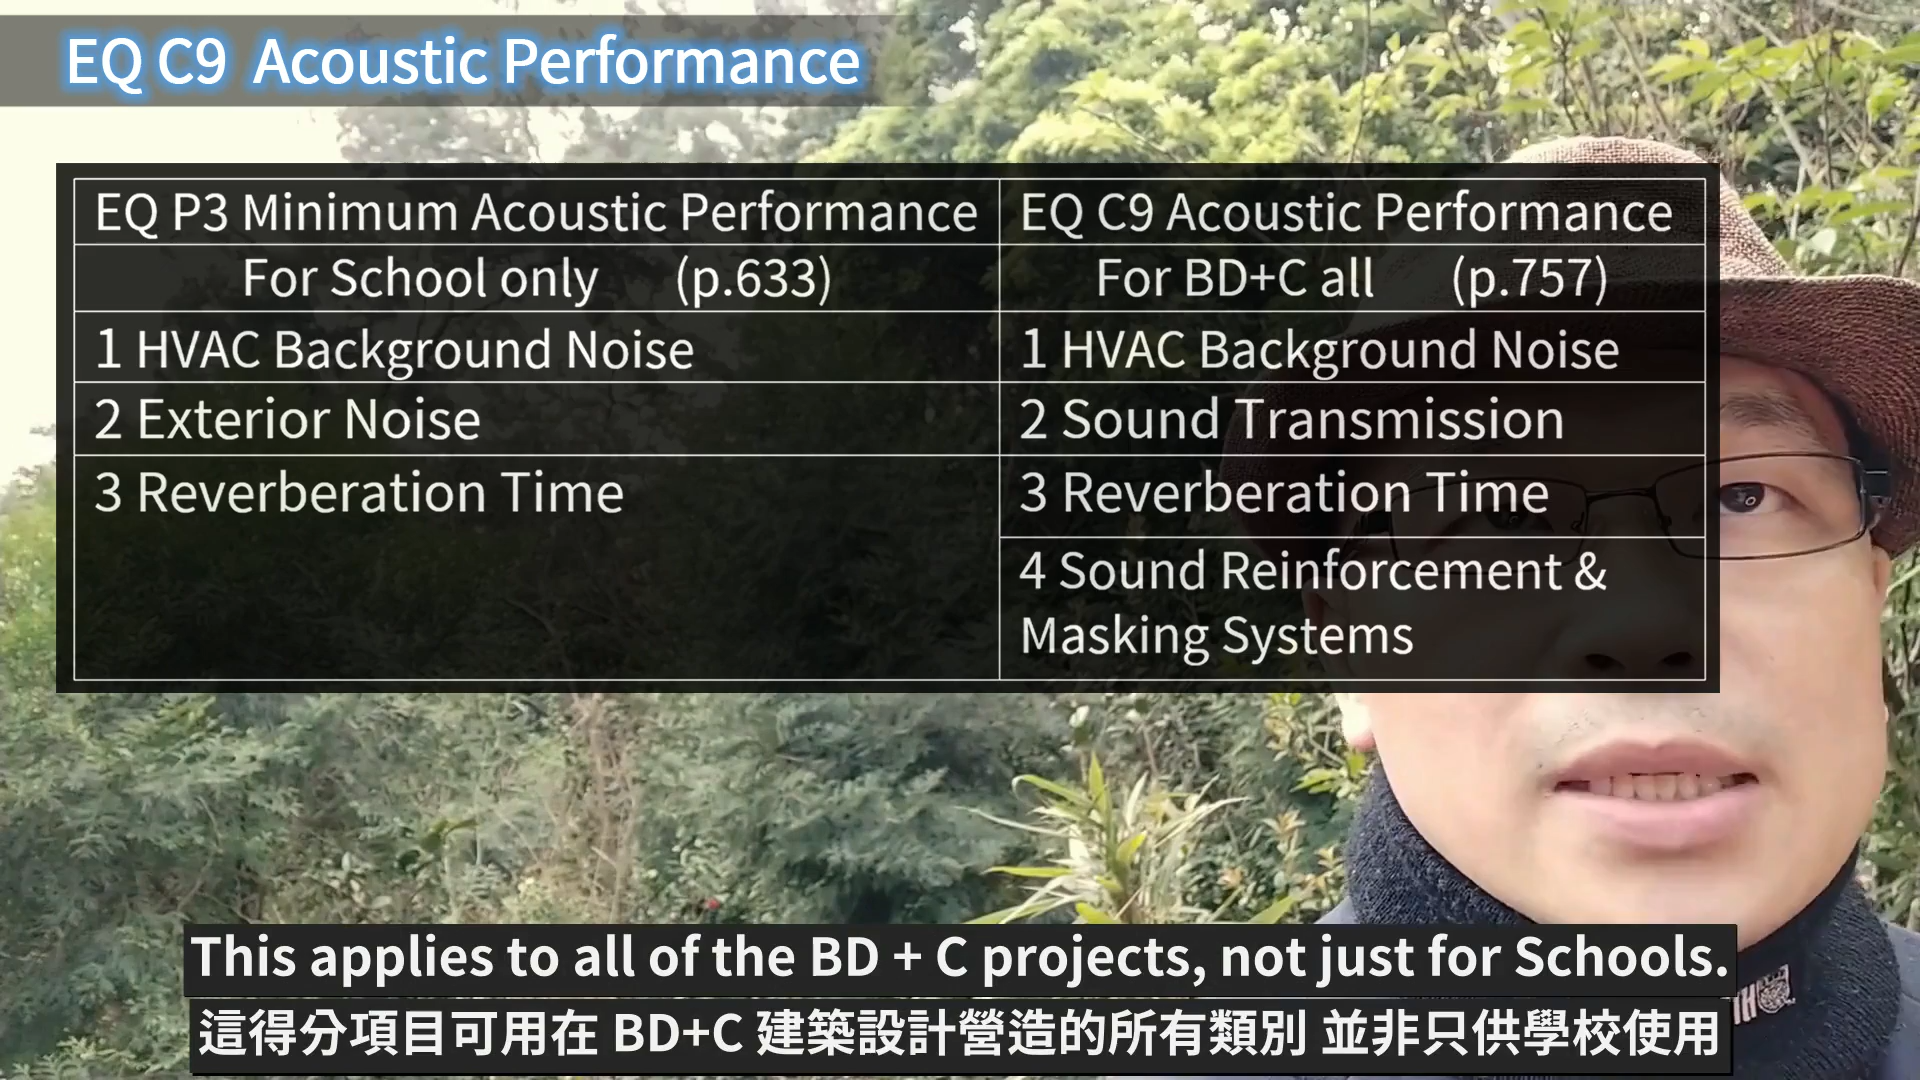 EQ C9 Acoustic Performance
EQ P3 Minimum Acoustic Performance
EQ C9 Acoustic Performance
For School only (p.633)
For BD+C all (p.757)
1 HVAC Background Noise
1 HVAC Background Noise
2 Exterior Noise
2 Sound Transmission
3 Reverberation Time
3 Reverberation Time
4 Sound Reinforcement &
Masking Systems
This applies to all of the BD + C projects, not just for Schools.
這得分項目可用在 BD+C 建築設計營造的所有類別 並非只供學校使用